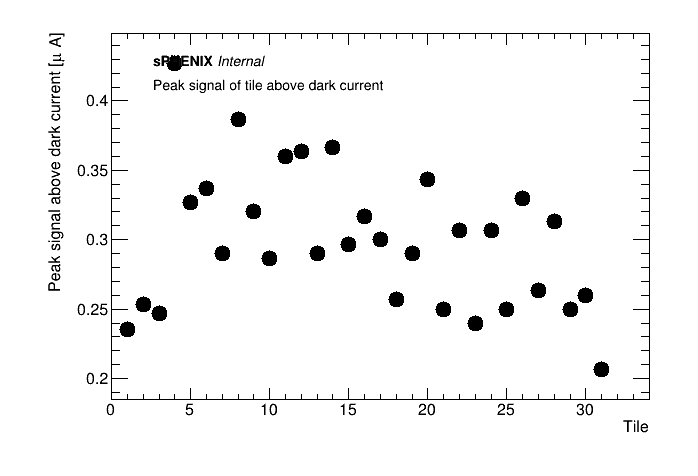 Peak signal above dark current [μ A]
sPHENIX Internal
Peak signal of tile above dark current
0.4
0.35
0.3
0.25
0.2
0 5 10 15 20 25 30
Tile